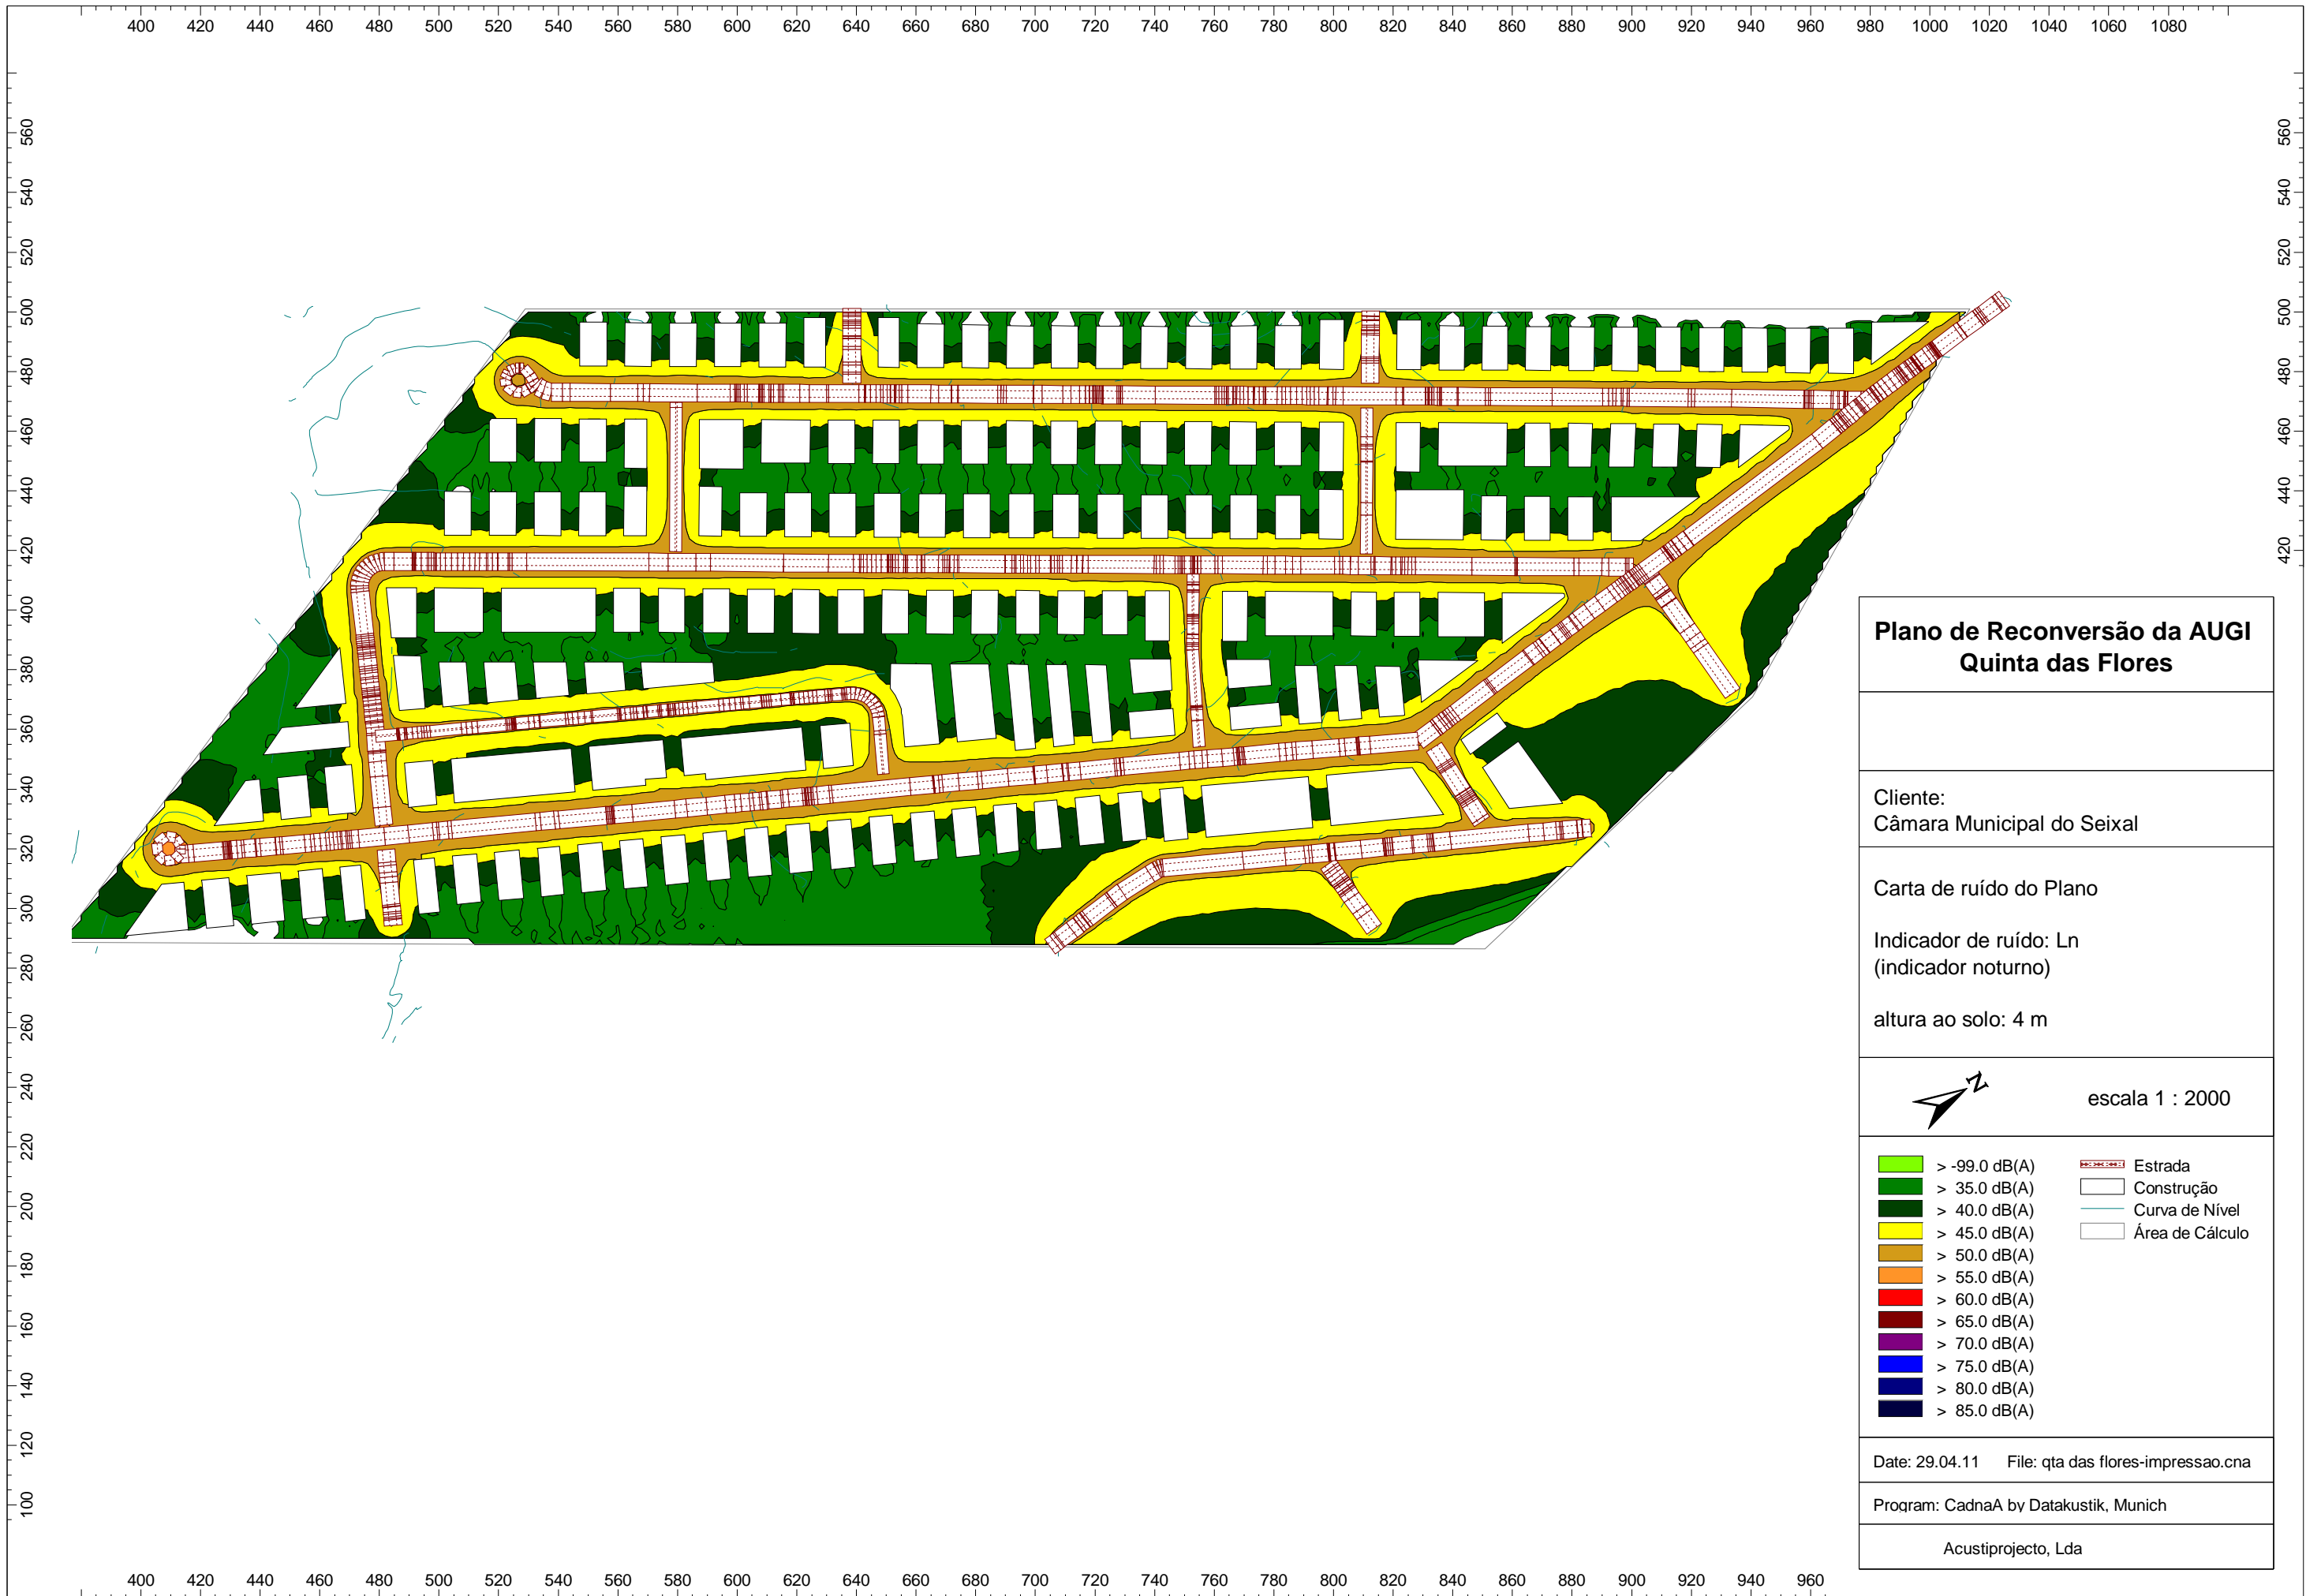 400 420 440 460 480 500 520 540 560 580 600 620 640 660 680 700 720 740 760 780 800 820 840 860 880 900 920 940 960 980 1000 1020 1040 1060 1080
560 560
540 540
520 520
500 500
480 480
460 460
440 440
420 420
400
380
360
340
320
300
280
260
240
220
200
180
160
140
120
100
Plano de Reconversão da AUGI
Quinta das Flores
Cliente:
Câmara Municipal do Seixal
Carta de ruído do Plano
Indicador de ruído: Ln
(indicador noturno)
altura ao solo: 4 m
N
escala 1 : 2000
> -99.0 dB(A) Estrada
> 35.0 dB(A) Construção
> 40.0 dB(A) Curva de Nível
> 45.0 dB(A) Área de Cálculo
> 50.0 dB(A)
> 55.0 dB(A)
> 60.0 dB(A)
> 65.0 dB(A)
> 70.0 dB(A)
> 75.0 dB(A)
> 80.0 dB(A)
> 85.0 dB(A)
Date: 29.04.11 File: qta das flores-impressao.cna
Program: CadnaA by Datakustik, Munich
Acustiprojecto, Lda
400 420 440 460 480 500 520 540 560 580 600 620 640 660 680 700 720 740 760 780 800 820 840 860 880 900 920 940 960